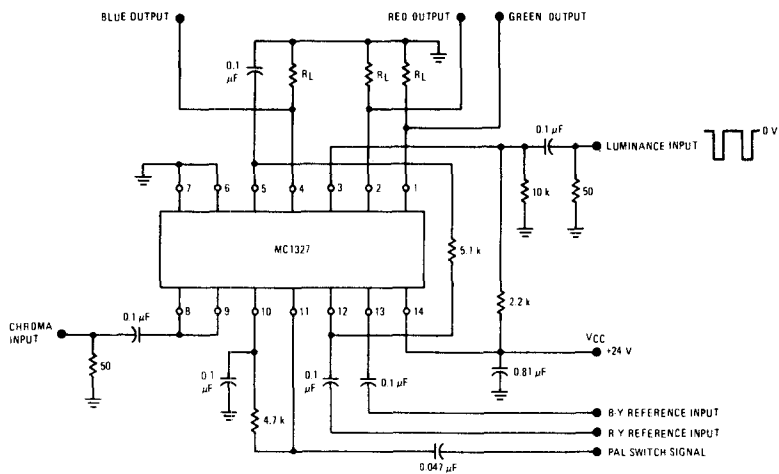 BLUE OUTPUT
RED OUTPUT
GREEN OUTPUT
0.1 µF
RL
RL
RL
0.1 µF
LUMINANCE INPUT
0 V
10 k
50
7
6
5
4
3
2
1
MC1327
5.1 k
2.2 k
8
9
10
11
12
13
14
0.1 µF
CHROMA INPUT
50
VCC
+24 V
0.81 µF
0.1 µF
0.1 µF
0.1 µF
4.7 k
B-Y REFERENCE INPUT
R Y REFERENCE INPUT
PAL SWITCH SIGNAL
0.047 µF